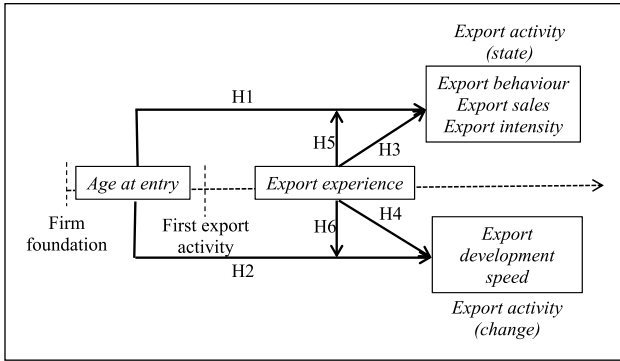 Export activity
(state)
Export behaviour
Export sales
Export intensity
H1
H5
H3
Age at entry
Export experience
Firm
foundation
First export
activity
H6
H4
H2
Export
development
speed
Export activity
(change)